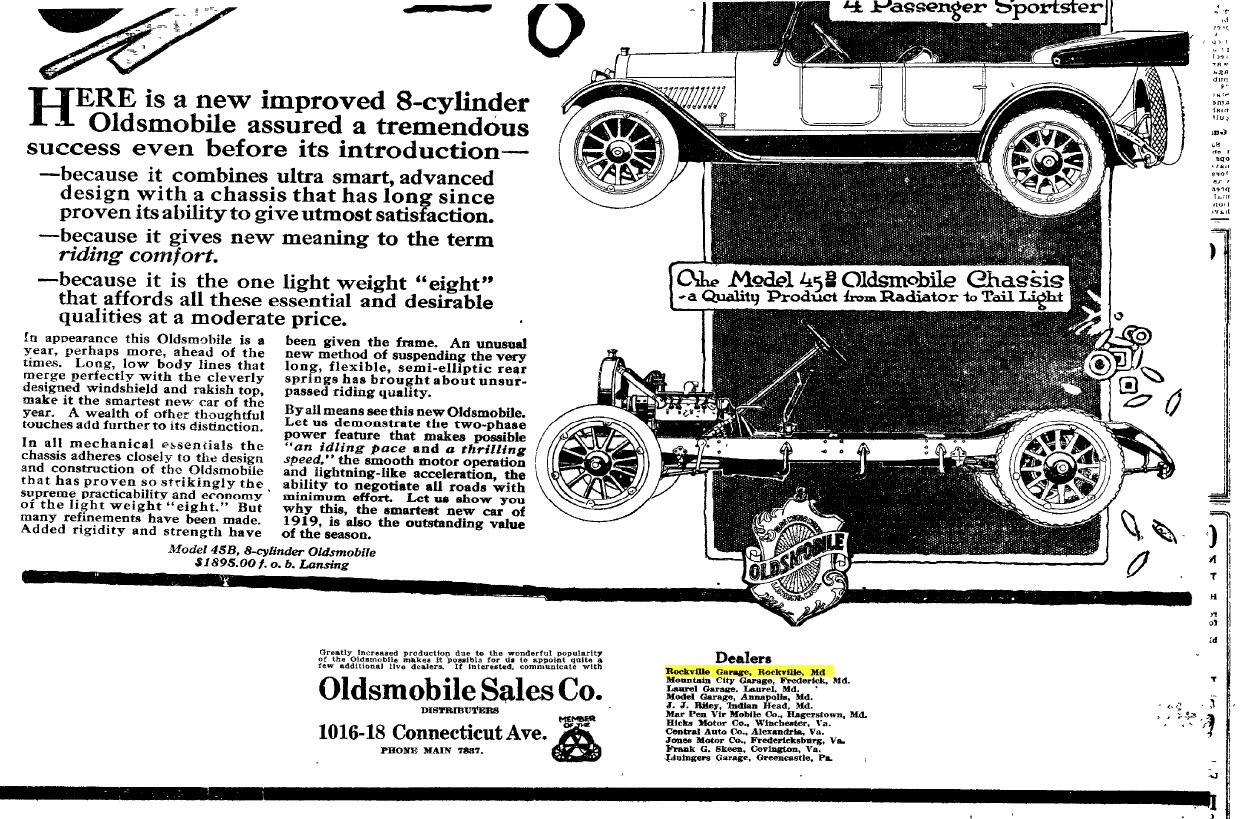 4 Passenger Sportster
HERE is a new improved 8-cylinder
Oldsmobile assured a tremendous
success even before its introduction—
—because it combines ultra smart, advanced
design with a chassis that has long since
proven its ability to give utmost satisfaction.
—because it gives new meaning to the term
riding comfort.
—because it is the one light weight “eight”
that affords all these essential and desirable
qualities at a moderate price.
In appearance this Oldsmobile is a
year, perhaps more, ahead of the
times. Long, low body lines that
merge perfectly with the cleverly
designed windshield and rakish top,
make it the smartest new car of the
year. A wealth of other thoughtful
touches add further to its distinction.
In all mechanical essentials the
chassis adheres closely to the design
and construction of the Oldsmobile
that has proven so strikingly the
supreme practicability and economy
of the light weight “eight.” But
many refinements have been made.
Added rigidity and strength have
been given the frame. An unusual
new method of suspending the very
long, flexible, semi-elliptic rear
springs has brought about unsur-
passed riding quality.
By all means see this new Oldsmobile.
Let us demonstrate the two-phase
power feature that makes possible
“an idling pace and a thrilling
speed,” the smooth motor operation
and lightning-like acceleration, the
ability to negotiate all roads with
minimum effort. Let us show you
why this, the smartest new car of
1919, is also the outstanding value
of the season.
Model 45B, 8-cylinder Oldsmobile
$1895.00 f. o. b. Lansing
The Model 45B Oldsmobile Chassis
-a Quality Product from Radiator to Tail Light
OLDSMOBILE
Greatly increased production due to the wonderful popularity
of the Oldsmobile makes it possible for us to appoint quite a
few additional live dealers. If interested, communicate with
Oldsmobile Sales Co.
DISTRIBUTERS
1016-18 Connecticut Ave.
PHONE MAIN 7837.
MEMBER
OF THE
Dealers
Rockville Garage, Rockville, Md
Mountain City Garage, Frederick, Md.
Laurel Garage, Laurel, Md.
Model Garage, Annapolis, Md.
J. J. Riley, Indian Head, Md.
Mar Pen Vir Mobile Co., Hagerstown, Md.
Hicks Motor Co., Winchester, Va.
Central Auto Co., Alexandria, Va.
Jones Motor Co., Fredericksburg, Va.
Frank G. Skeen, Covington, Va.
Garage, Greencastle, Pa.